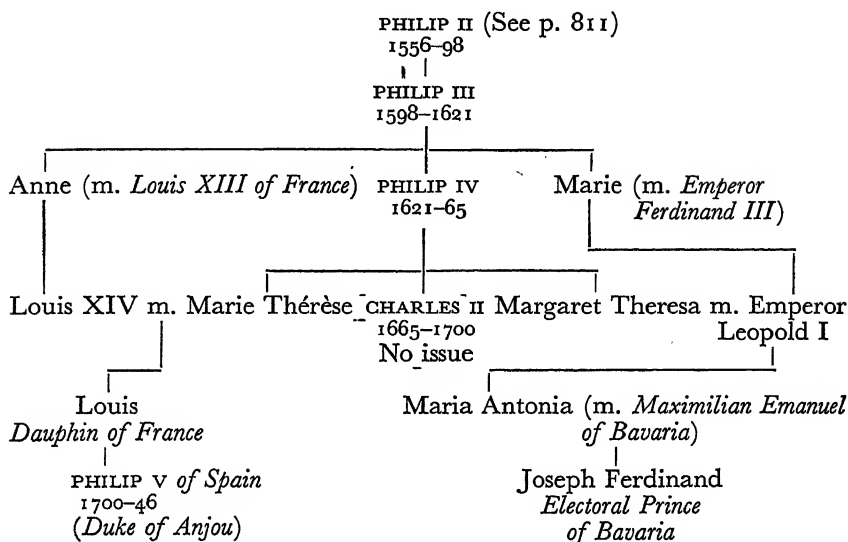 PHILIP II (See p. 811)
1556–98
PHILIP III
1598–1621
Anne (m. Louis XIII of France) PHILIP IV Marie (m. Emperor
1621–65 Ferdinand III)
Louis XIV m. Marie Thérèse CHARLES II Margaret Theresa m. Emperor
1665–1700 Leopold I
No issue
Louis Maria Antonia (m. Maximilian Emanuel
Dauphin of France of Bavaria)
PHILIP V of Spain Joseph Ferdinand
1700–46 Electoral Prince
(Duke of Anjou) of Bavaria